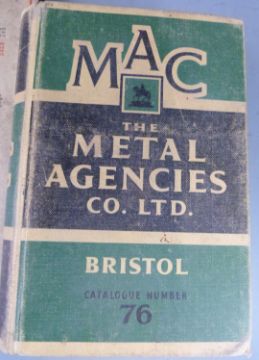 MAC
THE
METAL
AGENCIES
CO. LTD.
BRISTOL
CATALOGUE NUMBER
76